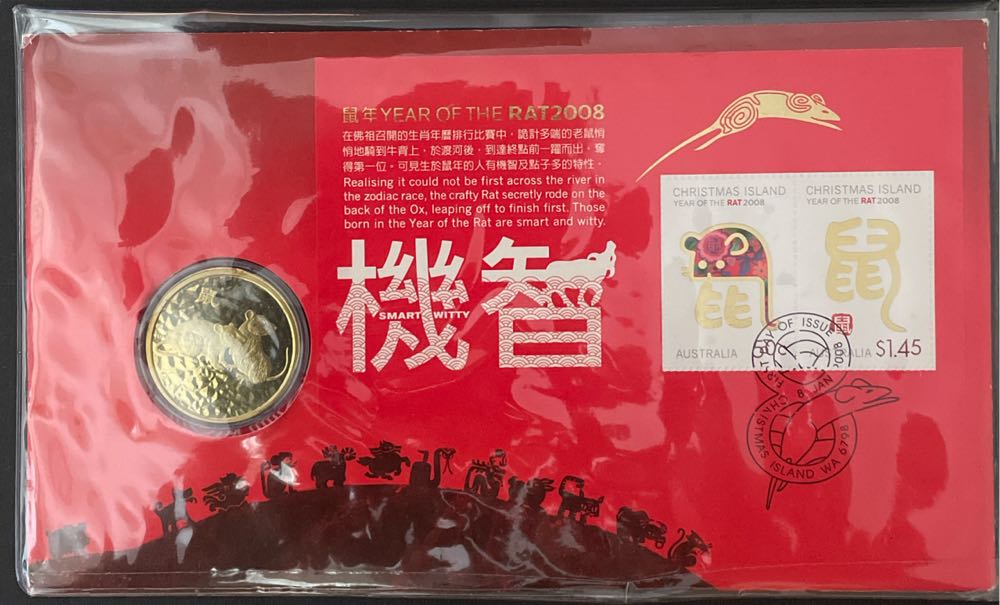 鼠年 YEAR OF THE RAT 2008
在佛祖召開的生肖年曆排行比賽中，詭計多端的老鼠悄
悄地騎到牛背上，於渡河後，到達終點前一躍而出，奪
得第一位。可見生於鼠年的人有機智及點子多的特性。
Realising it could not be first across the river in
the zodiac race, the crafty Rat secretly rode on the
back of the Ox, leaping off to finish first. Those
born in the Year of the Rat are smart and witty.
機智
SMART WITTY
鼠
CHRISTMAS ISLAND
YEAR OF THE RAT 2008
鼠
AUSTRALIA
CHRISTMAS ISLAND
YEAR OF THE RAT 2008
鼠
鼠
AUSTRALIA $1.45
FIRST DAY OF ISSUE
8 JAN 2008
CHRISTMAS ISLAND WA 6798